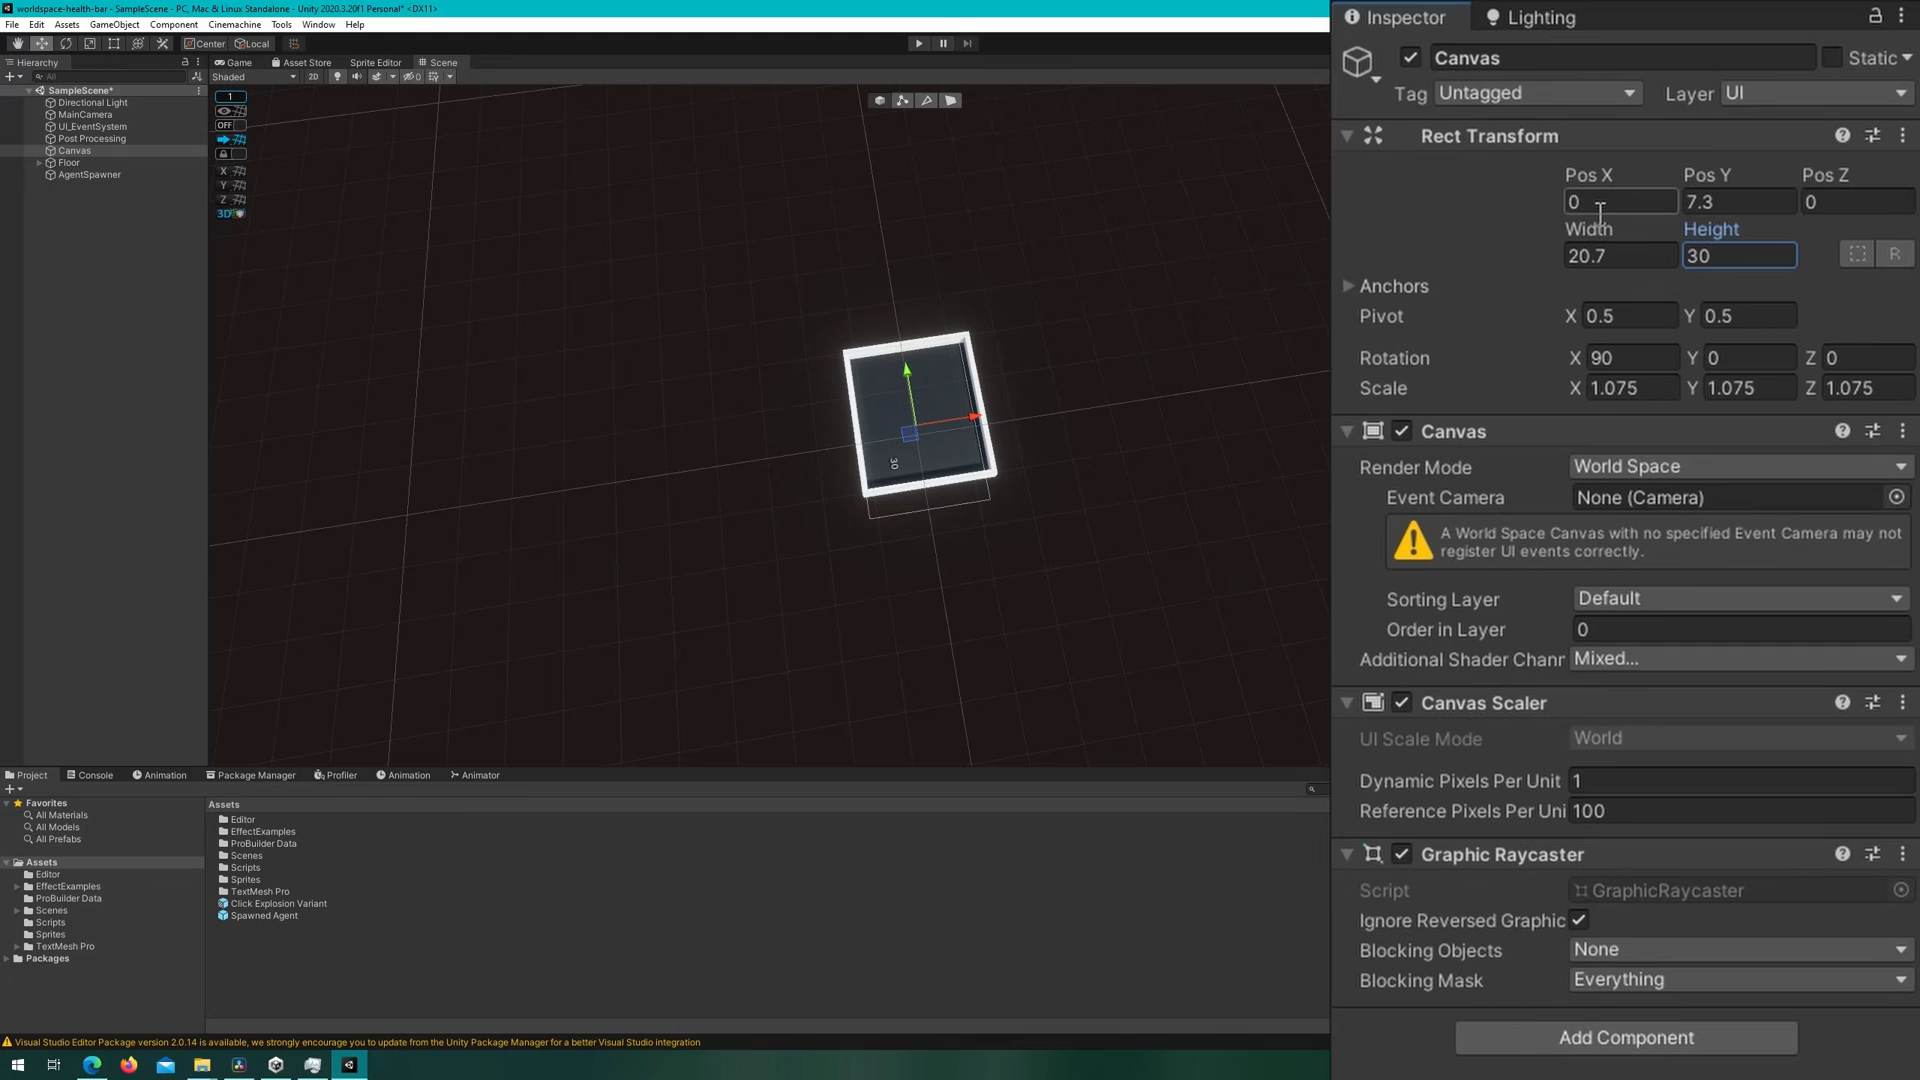 worldspace-health-bar - SampleScene - PC, Mac & Linux Standalone - Unity 2020.3.20f1 Personal* <DX11>
File Edit Assets GameObject Component Cinemachine Tools Window Help
Center Local
Hierarchy
All
SampleScene*
Directional Light
MainCamera
UI_EventSystem
Post Processing
Canvas
Floor
AgentSpawner
Game Asset Store Sprite Editor Scene
Shaded 2D 0
1
OFF
X
Y
Z
3D
30
Inspector Lighting
Canvas Static
Tag Untagged Layer UI
Rect Transform
Pos X Pos Y Pos Z
0 7.3 0
Width Height
20.7 30 R
Anchors
Pivot X 0.5 Y 0.5
Rotation X 90 Y 0 Z 0
Scale X 1.075 Y 1.075 Z 1.075
Canvas
Render Mode World Space
Event Camera None (Camera)
A World Space Canvas with no specified Event Camera may not
register UI events correctly.
Sorting Layer Default
Order in Layer 0
Additional Shader Chanr Mixed...
Canvas Scaler
UI Scale Mode World
Dynamic Pixels Per Unit 1
Reference Pixels Per Uni 100
Graphic Raycaster
Script GraphicRaycaster
Ignore Reversed Graphic
Blocking Objects None
Blocking Mask Everything
Add Component
Project Console Animation Package Manager Profiler Animation Animator
Favorites
All Materials
All Models
All Prefabs
Assets
Editor
EffectExamples
ProBuilder Data
Scenes
Scripts
Sprites
TextMesh Pro
Packages
Assets
Editor
EffectExamples
ProBuilder Data
Scenes
Scripts
Sprites
TextMesh Pro
Click Explosion Variant
Spawned Agent
Visual Studio Editor Package version 2.0.14 is available, we strongly encourage you to update from the Unity Package Manager for a better Visual Studio integration